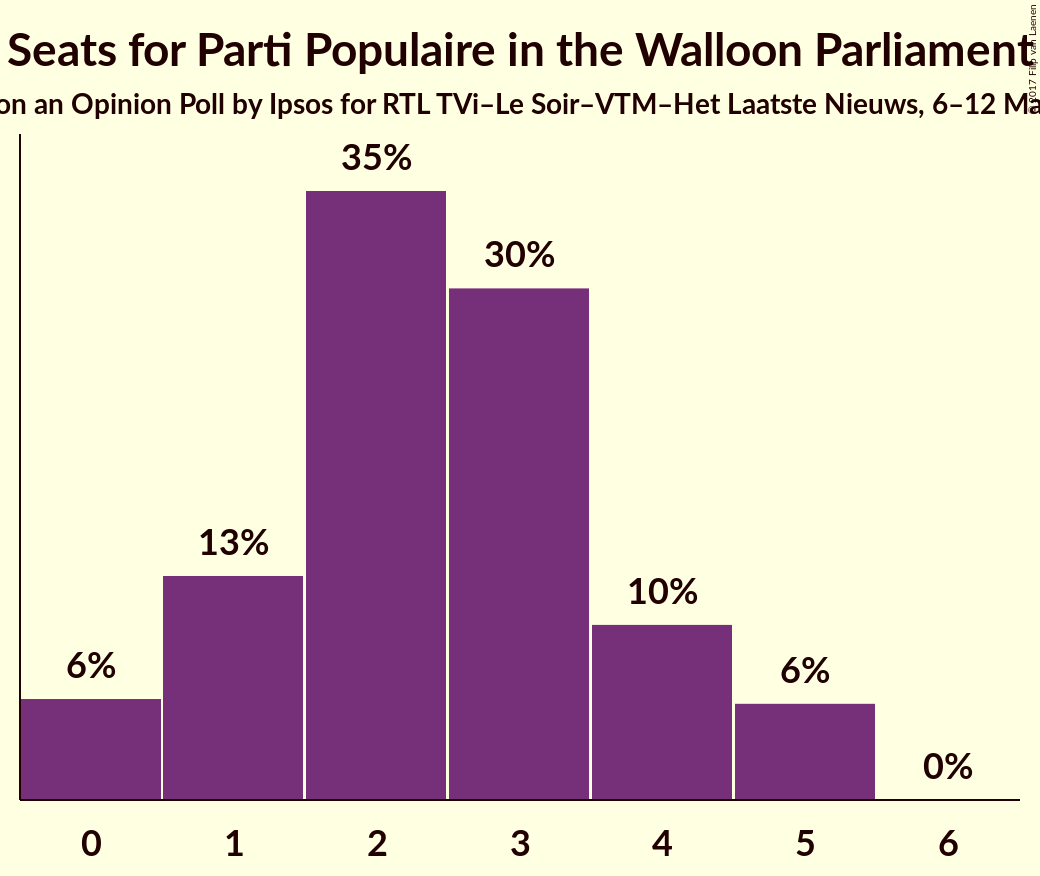 Seats for Parti Populaire in the Walloon Parliament
on an Opinion Poll by Ipsos for RTL TVi–Le Soir–VTM–Het Laatste Nieuws, 6–12 Ma
© 2017 Filip van Laenen
35%
30%
13%
10%
6%
6%
0%
0 1 2 3 4 5 6